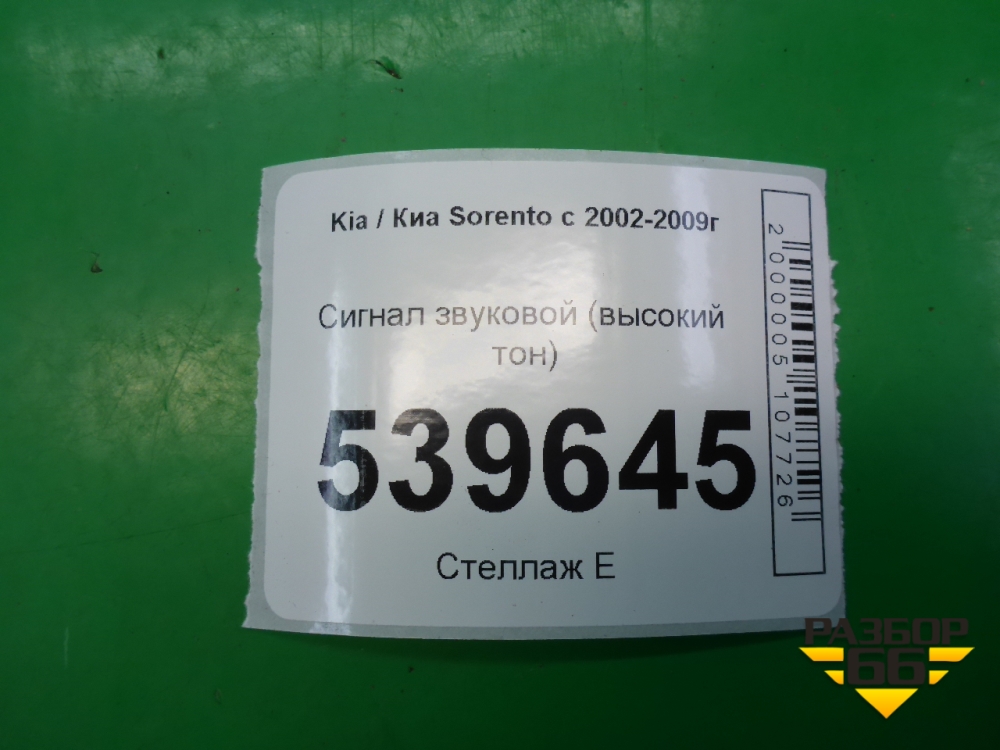 Kia / Киа Sorento с 2002-2009г
Сигнал звуковой (высокий
тон)
539645
Стеллаж Е
2000005107726
РАЗБОР
66